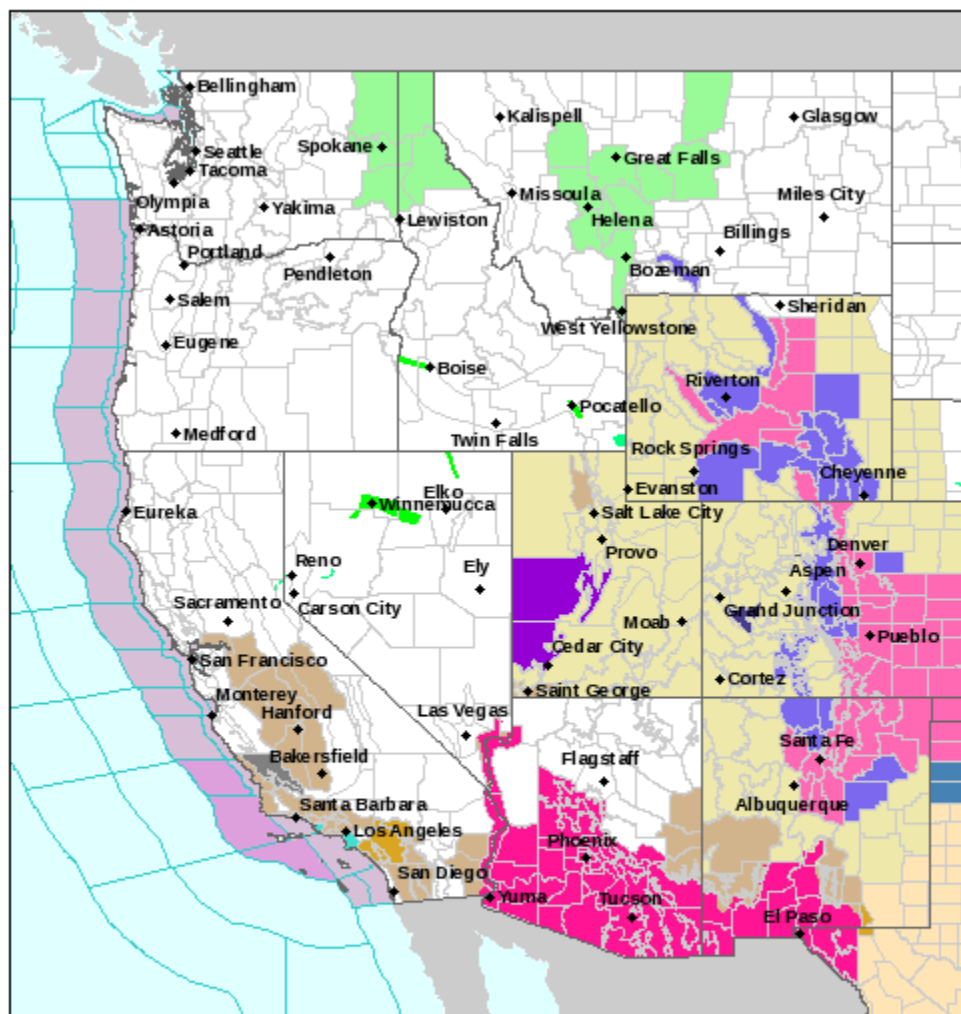 Bellingham
Kalispell
Glasgow
Spokane
Seattle
Great Falls
Tacoma
Missoula
Miles City
Olympia
Yakima
Lewiston
Helena
Astoria
Billings
Portland
Pendleton
Bozeman
Salem
Sheridan
West Yellowstone
Eugene
Boise
Riverton
Pocatello
Medford
Twin Falls
Rock Springs
Cheyenne
Evanston
Elko
Winnemucca
Eureka
Salt Lake City
Provo
Denver
Reno
Ely
Aspen
Sacramento
Carson City
Grand Junction
Moab
Pueblo
Cedar City
San Francisco
Cortez
Saint George
Monterey
Hanford
Las Vegas
Santa Fe
Flagstaff
Bakersfield
Albuquerque
Santa Barbara
Los Angeles
Phoenix
San Diego
Yuma
Tucson
El Paso